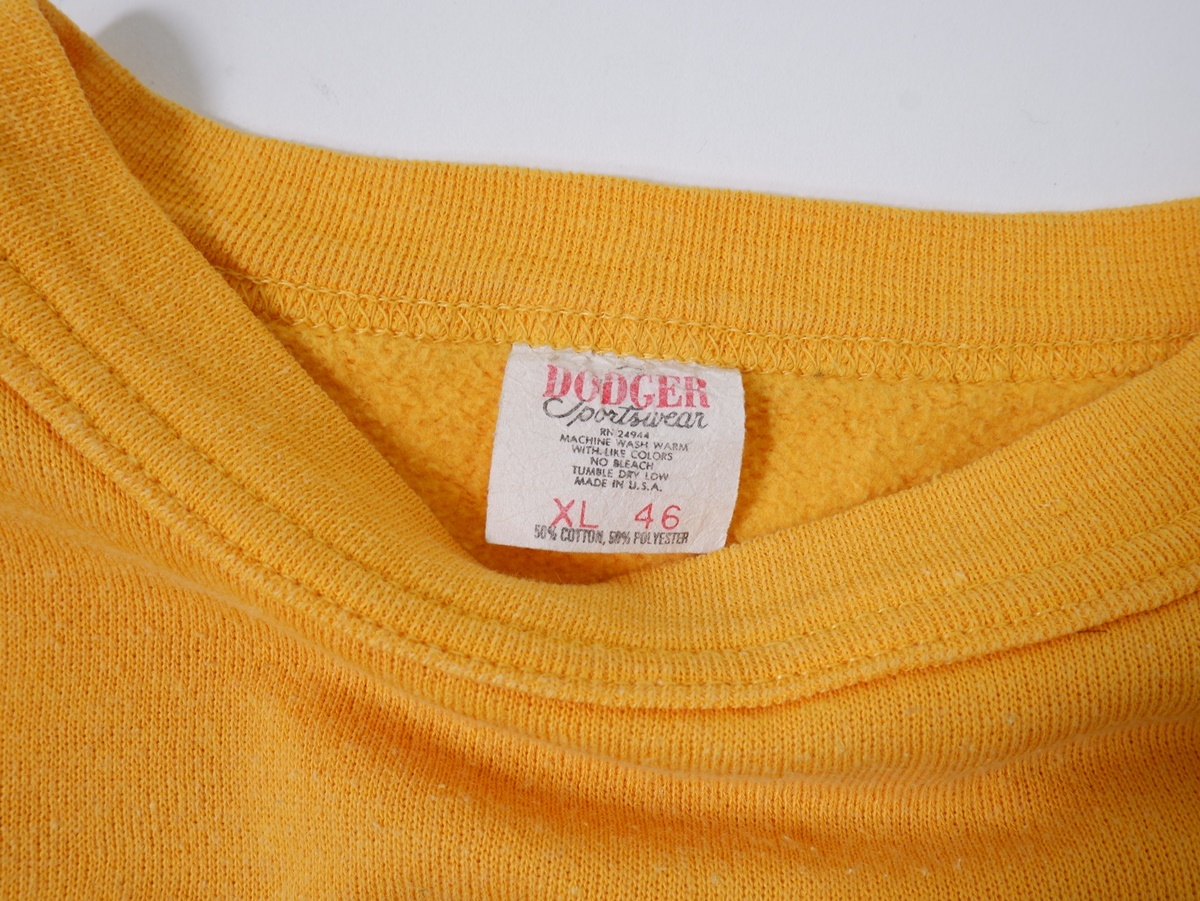 DODGER
Sportswear
RN 24944
MACHINE WASH WARM
WITH LIKE COLORS
NO BLEACH
TUMBLE DRY LOW
MADE IN U.S.A.
XL 46
50% COTTON, 50% POLYESTER